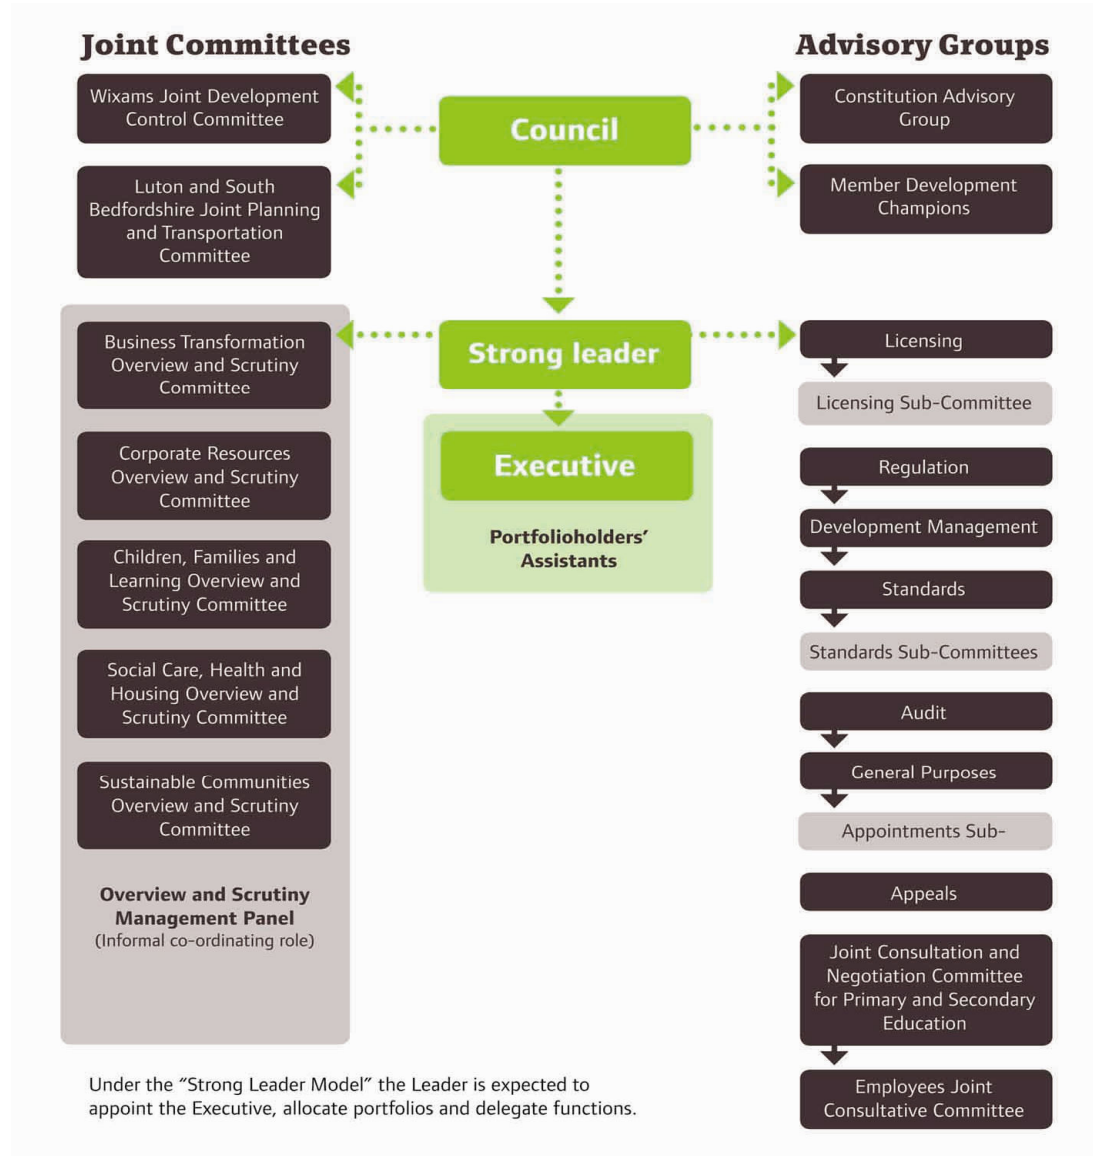 Joint Committees
Wixams Joint Development
Control Committee
Luton and South
Bedfordshire Joint Planning
and Transportation
Committee
Business Transformation
Overview and Scrutiny
Committee
Corporate Resources
Overview and Scrutiny
Committee
Children, Families and
Learning Overview and
Scrutiny Committee
Social Care, Health and
Housing Overview and
Scrutiny Committee
Sustainable Communities
Overview and Scrutiny
Committee
Overview and Scrutiny
Management Panel
(Informal co-ordinating role)
Council
Strong leader
Executive
Portfolioholders’
Assistants
Advisory Groups
Constitution Advisory
Group
Member Development
Champions
Licensing
Licensing Sub-Committee
Regulation
Development Management
Standards
Standards Sub-Committees
Audit
General Purposes
Appointments Sub-
Appeals
Joint Consultation and
Negotiation Committee
for Primary and Secondary
Education
Employees Joint
Consultative Committee
Under the “Strong Leader Model” the Leader is expected to
appoint the Executive, allocate portfolios and delegate functions.